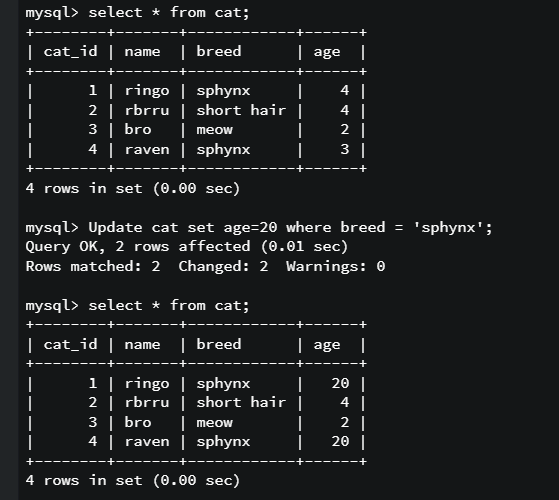 mysql> select * from cat;
+--------+-------+------------+------+
| cat_id | name  | breed      | age  |
+--------+-------+------------+------+
|      1 | ringo | sphynx     |    4 |
|      2 | rbrru | short hair |    4 |
|      3 | bro   | meow       |    2 |
|      4 | raven | sphynx     |    3 |
+--------+-------+------------+------+
4 rows in set (0.00 sec)
mysql> Update cat set age=20 where breed = 'sphynx';
Query OK, 2 rows affected (0.01 sec)
Rows matched: 2  Changed: 2  Warnings: 0
mysql> select * from cat;
+--------+-------+------------+------+
| cat_id | name  | breed      | age  |
+--------+-------+------------+------+
|      1 | ringo | sphynx     |   20 |
|      2 | rbrru | short hair |    4 |
|      3 | bro   | meow       |    2 |
|      4 | raven | sphynx     |   20 |
+--------+-------+------------+------+
4 rows in set (0.00 sec)